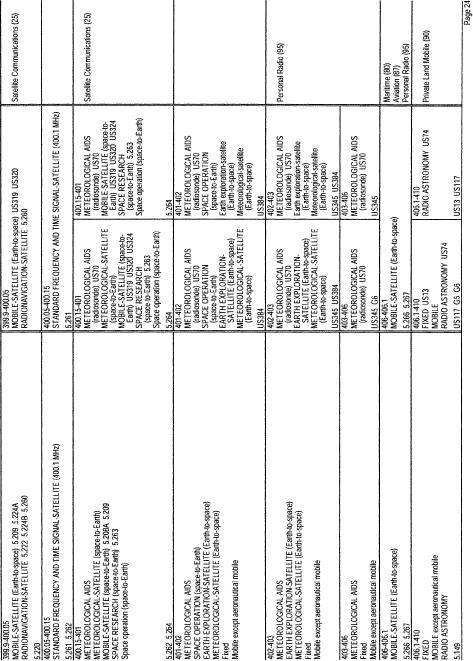 399.9-400.05
MOBILE-SATELLITE (Earth-to-space) 5.209 5.224A
RADIONAVIGATION-SATELLITE 5.222 5.224B 5.260
5.220
399.9-400.05
MOBILE-SATELLITE (Earth-to-space) US319 US320
RADIONAVIGATION-SATELLITE 5.260
Satellite Communications (25)
400.05-400.15
STANDARD FREQUENCY AND TIME SIGNAL-SATELLITE (400.1 MHz)
5.261 5.262
400.05-400.15
STANDARD FREQUENCY AND TIME SIGNAL-SATELLITE (400.1 MHz)
5.261
400.15-401
METEOROLOGICAL AIDS
METEOROLOGICAL-SATELLITE (space-to-Earth)
MOBILE-SATELLITE (space-to-Earth) 5.208A 5.209
SPACE RESEARCH (space-to-Earth) 5.263
Space operation (space-to-Earth)
5.262 5.264
400.15-401
METEOROLOGICAL AIDS
(radiosonde) US70
METEOROLOGICAL-SATELLITE
(space-to-Earth)
MOBILE-SATELLITE (space-to-
Earth) US319 US320 US324
SPACE RESEARCH
(space-to-Earth) 5.263
Space operation (space-to-Earth)
5.264
400.15-401
METEOROLOGICAL AIDS
(radiosonde) US70
MOBILE-SATELLITE (space-to-
Earth) US319 US320 US324
SPACE RESEARCH
(space-to-Earth) 5.263
Space operation (space-to-Earth)
5.264
Satellite Communications (25)
401-402
METEOROLOGICAL AIDS
SPACE OPERATION (space-to-Earth)
EARTH EXPLORATION-SATELLITE (Earth-to-space)
METEOROLOGICAL-SATELLITE (Earth-to-space)
Fixed
Mobile except aeronautical mobile
401-402
METEOROLOGICAL AIDS
(radiosonde) US70
SPACE OPERATION
(space-to-Earth)
EARTH EXPLORATION-
SATELLITE (Earth-to-space)
METEOROLOGICAL-SATELLITE
(Earth-to-space)
US384
401-402
METEOROLOGICAL AIDS
(radiosonde) US70
SPACE OPERATION
(space-to-Earth)
Earth exploration-satellite
(Earth-to-space)
Meteorological-satellite
(Earth-to-space)
US384
402-403
METEOROLOGICAL AIDS
EARTH EXPLORATION-SATELLITE (Earth-to-space)
METEOROLOGICAL-SATELLITE (Earth-to-space)
Fixed
Mobile except aeronautical mobile
402-403
METEOROLOGICAL AIDS
(radiosonde) US70
EARTH EXPLORATION-
SATELLITE (Earth-to-space)
METEOROLOGICAL-SATELLITE
(Earth-to-space)
US345 US384
402-403
METEOROLOGICAL AIDS
(radiosonde) US70
Earth exploration-satellite
(Earth-to-space)
Meteorological-satellite
(Earth-to-space)
US345 US384
Personal Radio (95)
403-406
METEOROLOGICAL AIDS
Fixed
Mobile except aeronautical mobile
403-406
METEOROLOGICAL AIDS
(radiosonde) US70
US345 G6
403-406
METEOROLOGICAL AIDS
(radiosonde) US70
US345
406-406.1
MOBILE-SATELLITE (Earth-to-space)
5.266 5.267
406-406.1
MOBILE-SATELLITE (Earth-to-space)
5.266 5.267
Maritime (80)
Aviation (87)
Personal Radio (95)
406.1-410
FIXED
MOBILE except aeronautical mobile
RADIO ASTRONOMY
5.149
406.1-410
FIXED US13
MOBILE
RADIO ASTRONOMY US74
US117 G5 G6
406.1-410
RADIO ASTRONOMY US74
US13 US117
Private Land Mobile (90)
Page 24